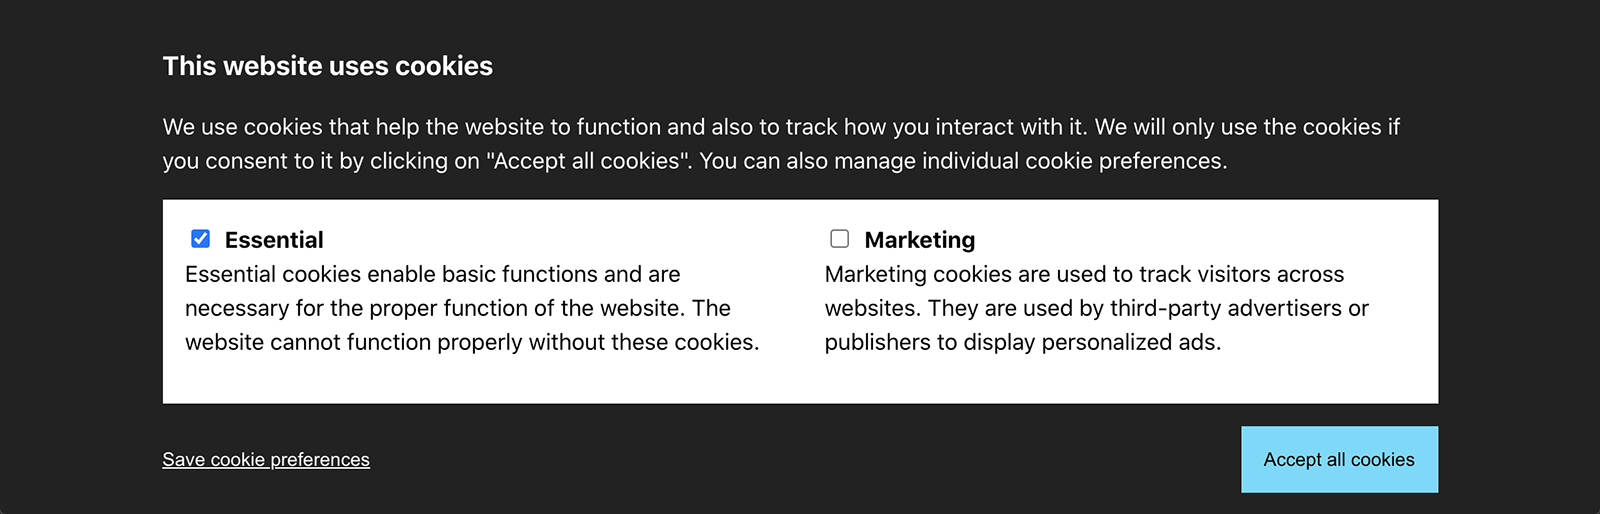 This website uses cookies
We use cookies that help the website to function and also to track how you interact with it. We will only use the cookies if
you consent to it by clicking on "Accept all cookies". You can also manage individual cookie preferences.
Essential
Essential cookies enable basic functions and are
necessary for the proper function of the website. The
website cannot function properly without these cookies.
Marketing
Marketing cookies are used to track visitors across
websites. They are used by third-party advertisers or
publishers to display personalized ads.
Save cookie preferences
Accept all cookies